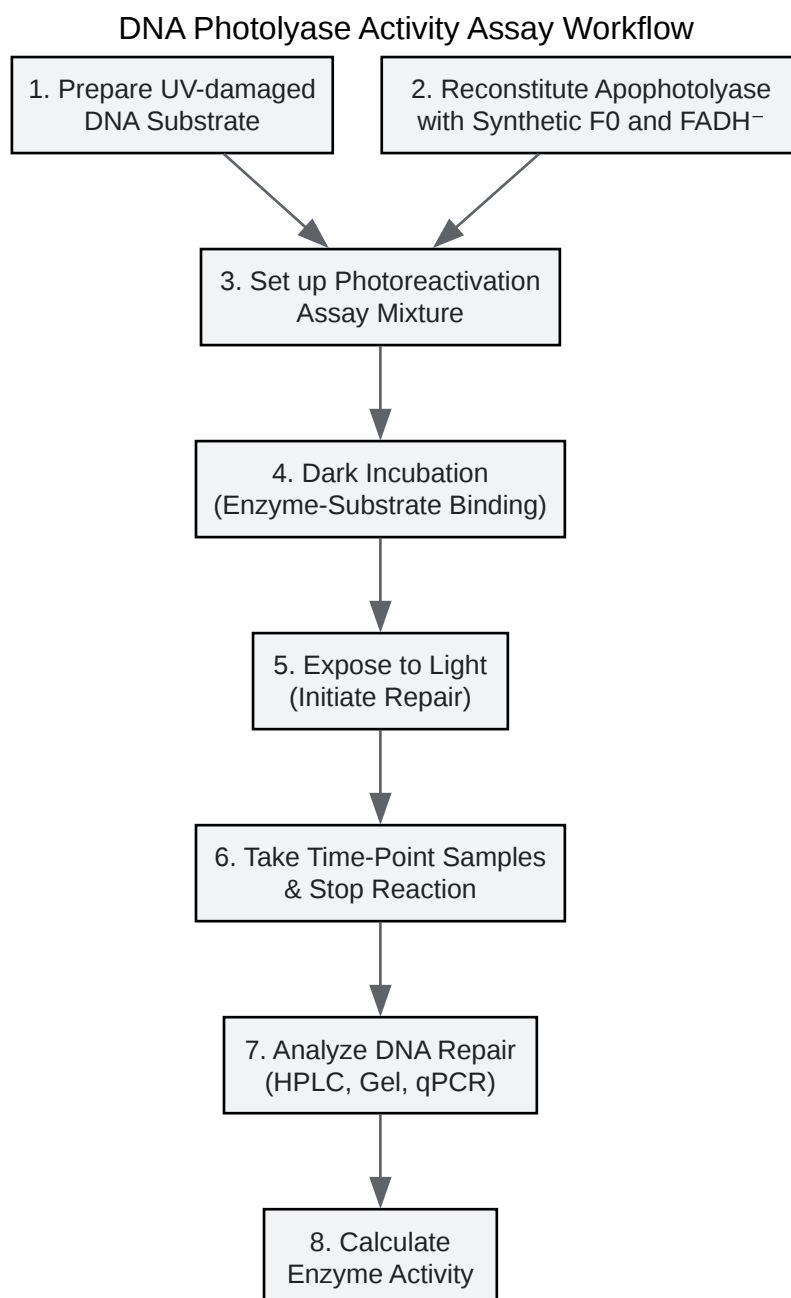 DNA Photolyase Activity Assay Workflow
1. Prepare UV-damaged
DNA Substrate
2. Reconstitute Apophotolyase
with Synthetic F0 and FADH⁻
3. Set up Photoreactivation
Assay Mixture
4. Dark Incubation
(Enzyme-Substrate Binding)
5. Expose to Light
(Initiate Repair)
6. Take Time-Point Samples
& Stop Reaction
7. Analyze DNA Repair
(HPLC, Gel, qPCR)
8. Calculate
Enzyme Activity